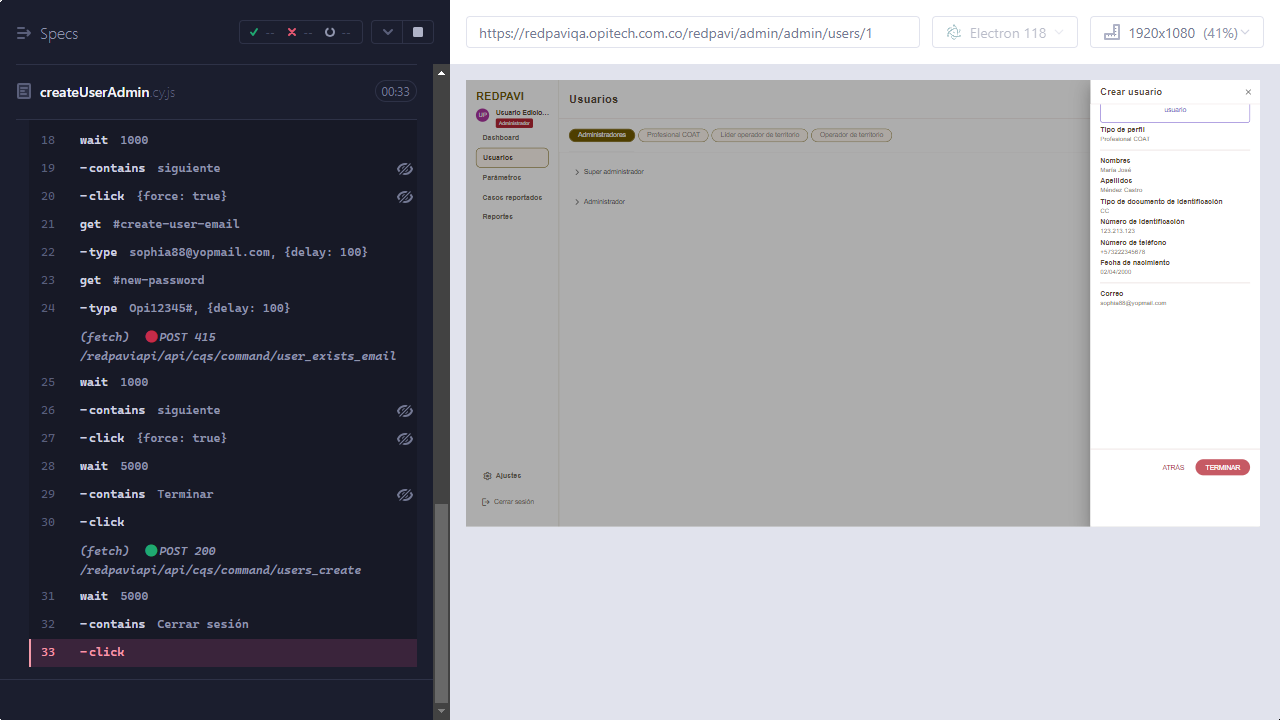 Specs
-- -- --
createUserAdmin.cy.js 00:33
18 wait 1000
19 -contains siguiente
20 -click {force: true}
21 get #create-user-email
22 -type sophia88@yopmail.com, {delay: 100}
23 get #new-password
24 -type Opi12345#, {delay: 100}
(fetch) POST 415
/redpaviapi/api/cqs/command/user_exists_email
25 wait 1000
26 -contains siguiente
27 -click {force: true}
28 wait 5000
29 -contains Terminar
30 -click
(fetch) POST 200
/redpaviapi/api/cqs/command/users_create
31 wait 5000
32 -contains Cerrar sesión
33 -click
https://redpaviqa.opitech.com.co/redpavi/admin/admin/users/1
Electron 118
1920x1080 (41%)
REDPAVI
UP
Usuario Ediolo...
Administrador
Dashboard
Usuarios
Parámetros
Casos reportados
Reportes
Ajustes
Cerrar sesión
Usuarios
Administradores
Profesional COAT
Líder operador de territorio
Operador de territorio
Super administrador
Administrador
Crear usuario ×
usuario
Tipo de perfil
Profesional COAT
Nombres
María José
Apellidos
Méndez Castro
Tipo de documento de identificación
CC
Número de identificación
123.213.123
Número de teléfono
+573222345678
Fecha de nacimiento
02/04/2000
Correo
sophia88@yopmail.com
ATRÁS
TERMINAR